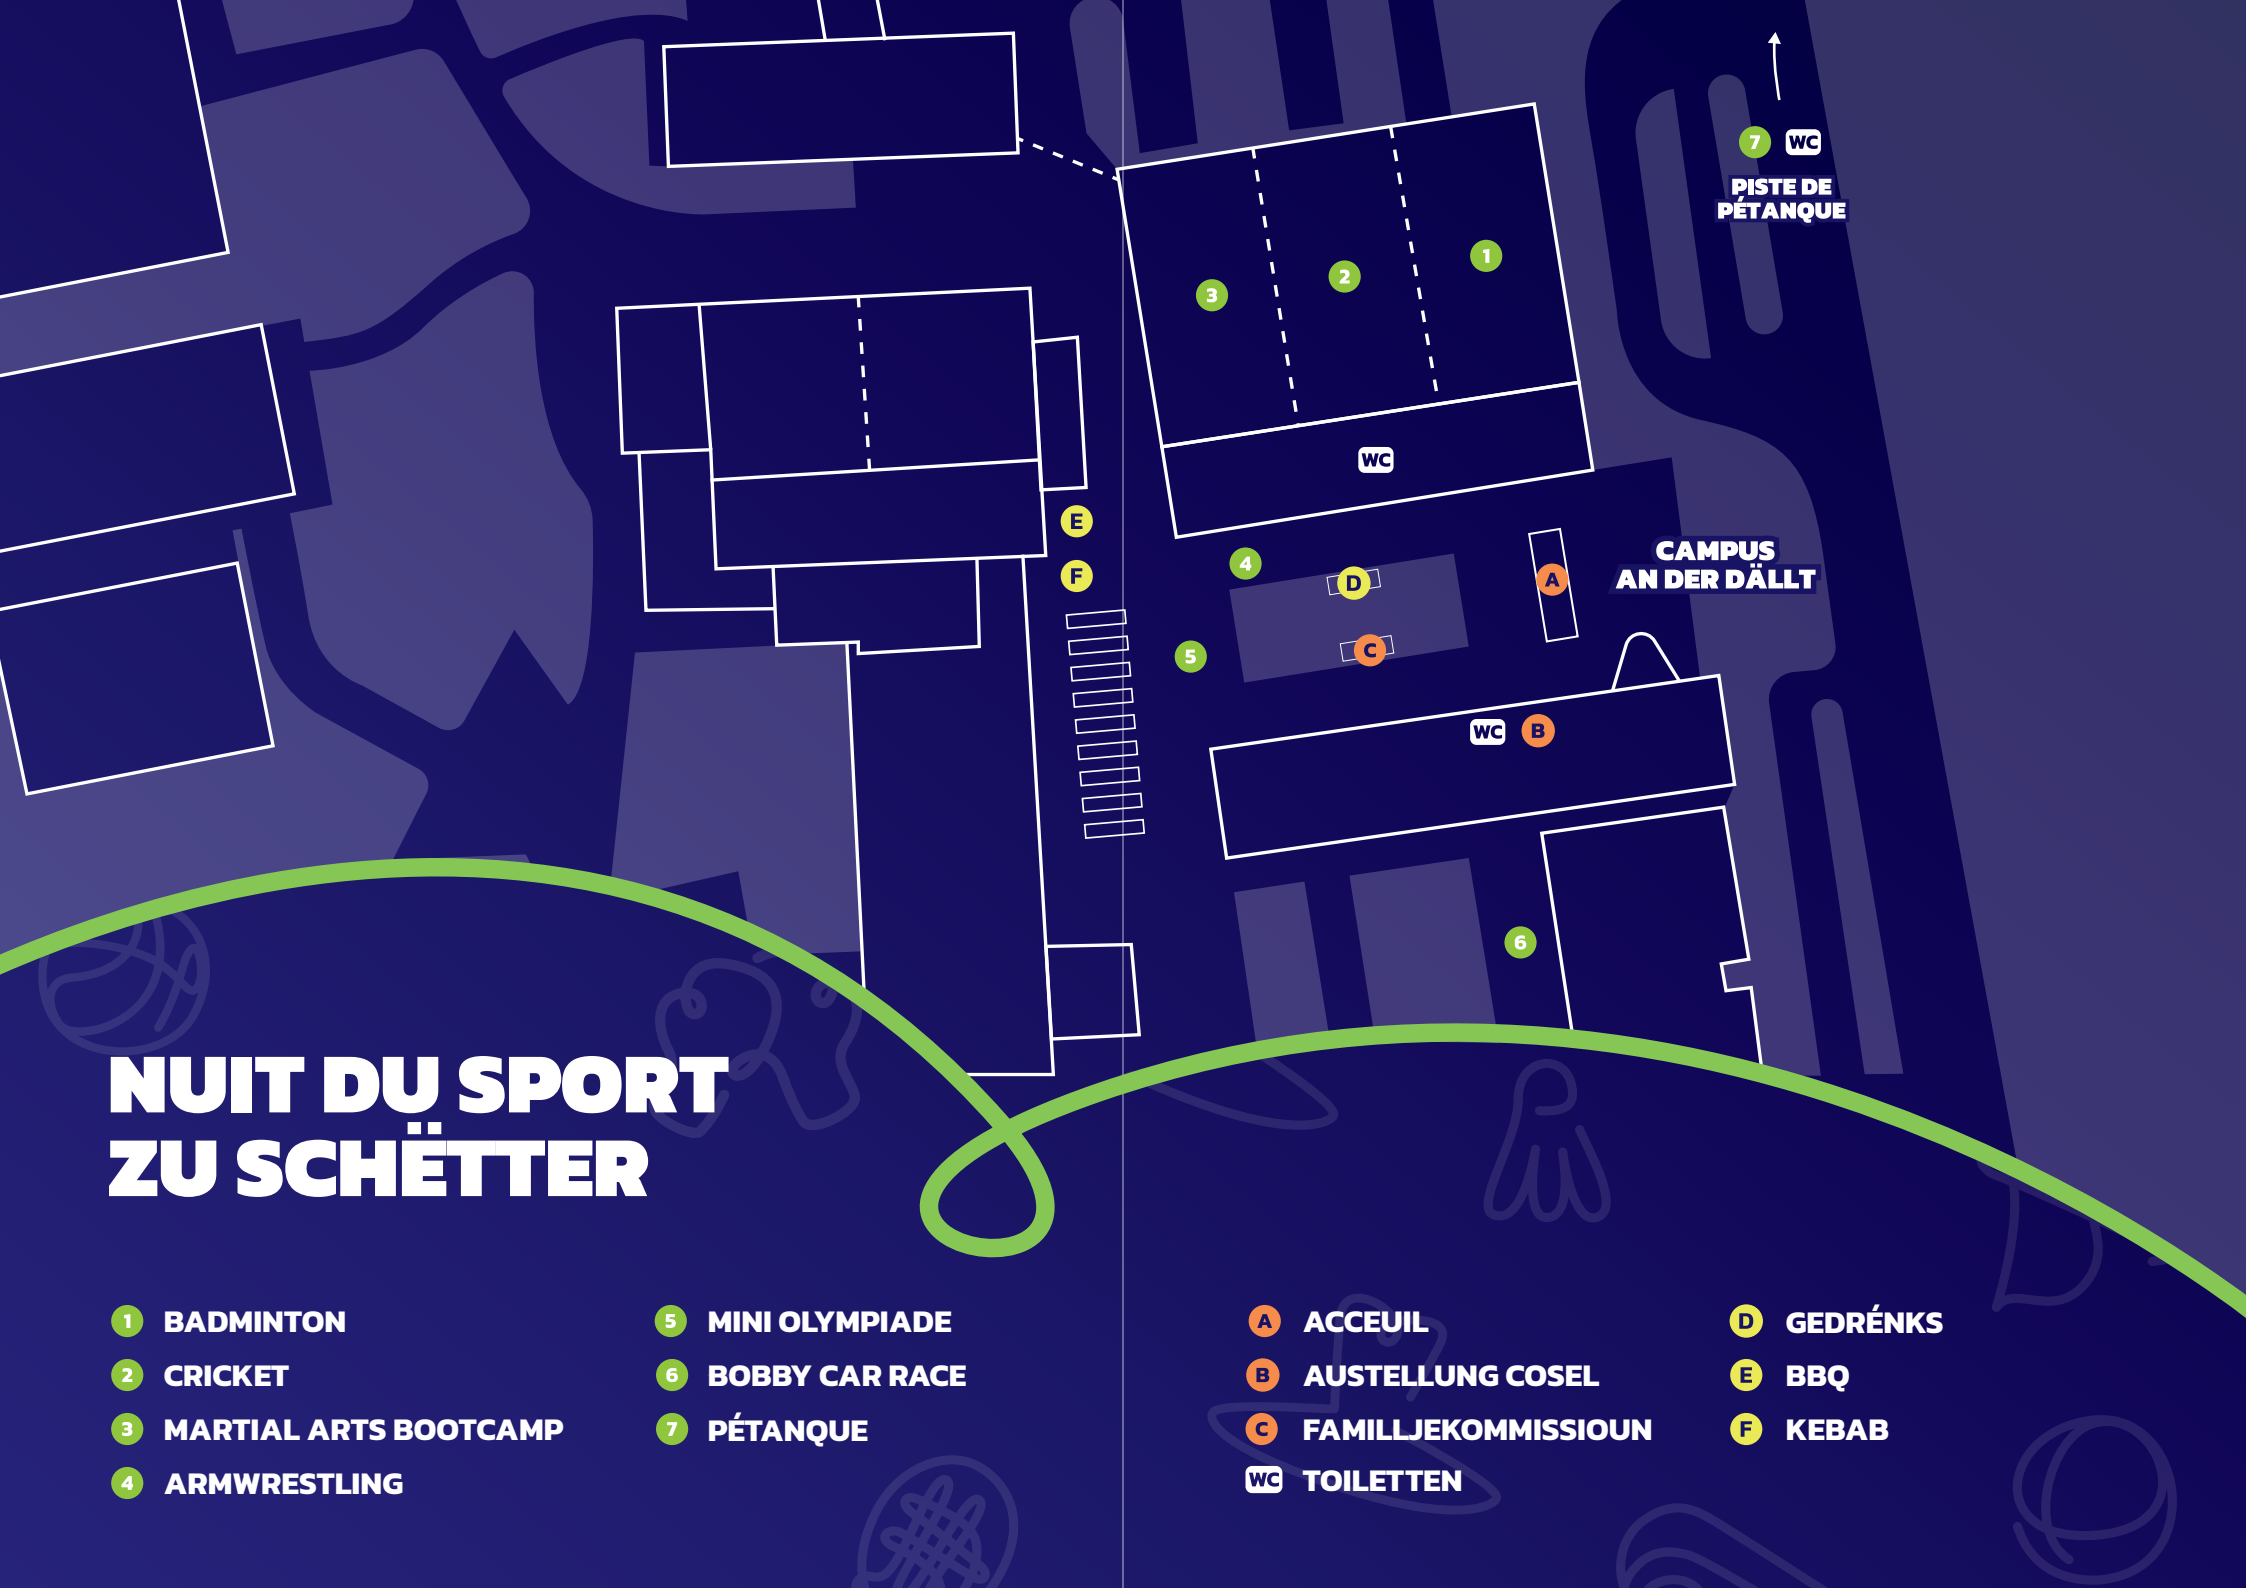 7 WC
PISTE DE
PÉTANQUE
1
2
3
WC
E
F
4
D
A
CAMPUS
AN DER DÄLLT
C
5
WC B
6
NUIT DU SPORT
ZU SCHËTTER
1 BADMINTON
2 CRICKET
3 MARTIAL ARTS BOOTCAMP
4 ARMWRESTLING
5 MINI OLYMPIADE
6 BOBBY CAR RACE
7 PÉTANQUE
A ACCEUIL
B AUSTELLUNG COSEL
C FAMILLJEKOMMISSIOUN
WC TOILETTEN
D GEDRÉNKS
E BBQ
F KEBAB